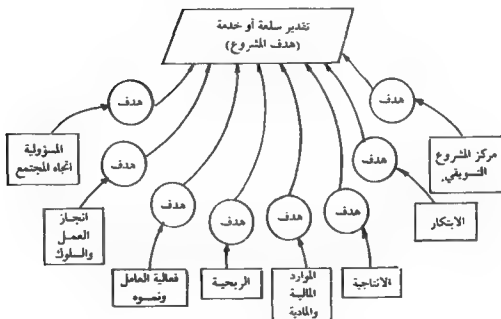 تقدير سلعة أو خدمة
(هدف المشروع)
هدف
هدف
هدف
هدف
هدف
هدف
هدف
هدف
مركز المشروع
التسويقي.
الابتكار
الانتاجية
الموارد
المالية
والمادية
الربحية
فعالية العامل
ونموه
انجاز
العمل
والسلوك
المسؤولية
اتجاه المجتمع